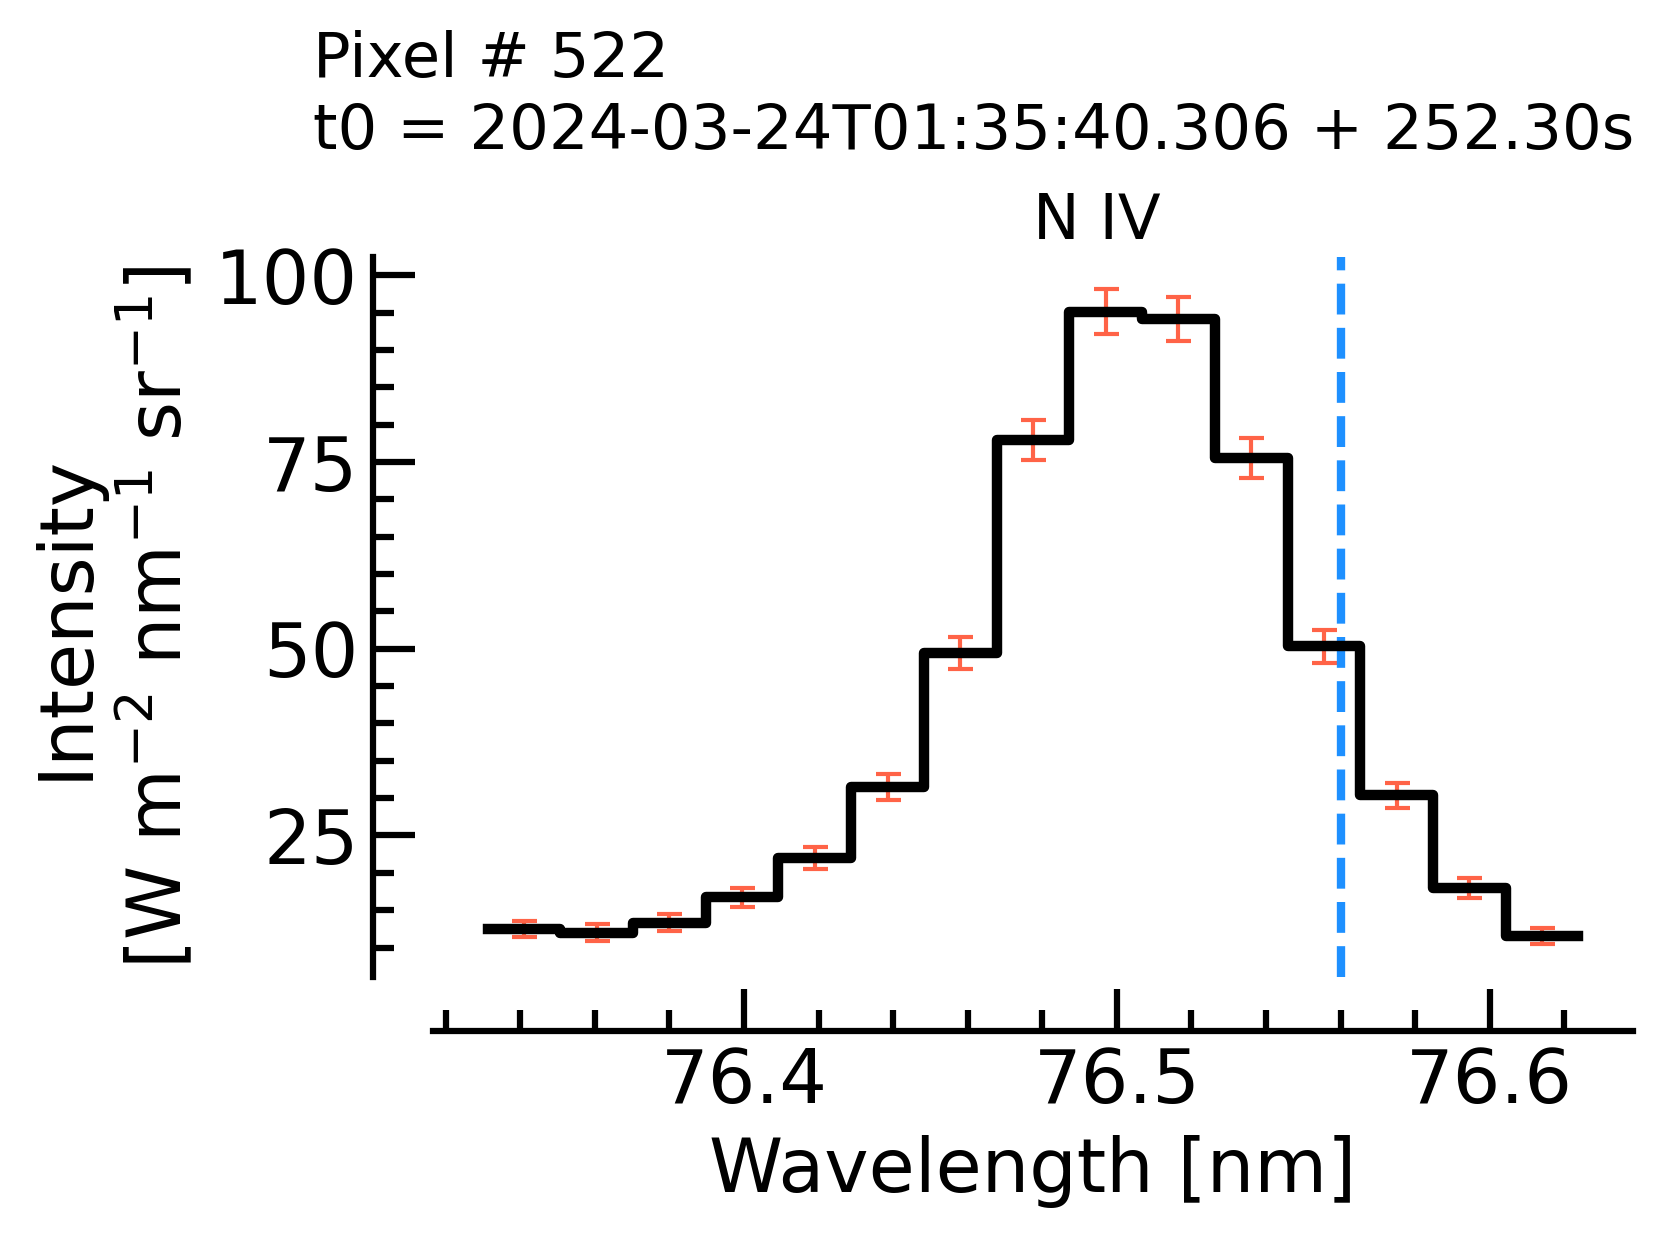 Pixel # 522
t0 = 2024-03-24T01:35:40.306 + 252.30s
N IV
Intensity
[W m⁻² nm⁻¹ sr⁻¹]
100
75
50
25
76.4 76.5 76.6
Wavelength [nm]